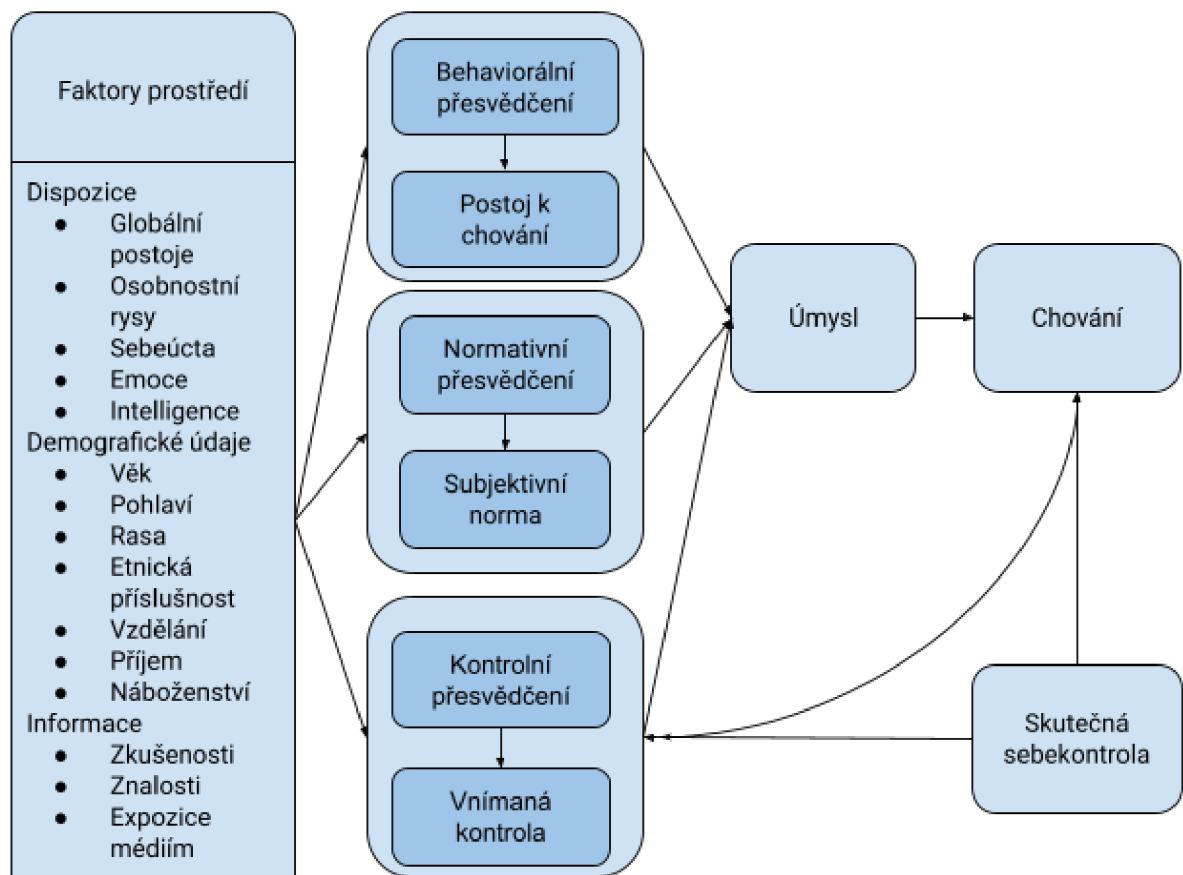 Faktory prostředí
Dispozice
● Globální
postoje
● Osobnostní
rysy
● Sebeúcta
● Emoce
● Intelligence
Demografické údaje
● Věk
● Pohlaví
● Rasa
● Etnická
příslušnost
● Vzdělání
● Příjem
● Náboženství
Informace
● Zkušenosti
● Znalosti
● Expozice
médiím
Behaviorální
přesvědčení
Postoj k
chování
Normativní
přesvědčení
Subjektivní
norma
Kontrolní
přesvědčení
Vnímaná
kontrola
Úmysl
Chování
Skutečná
sebekontrola